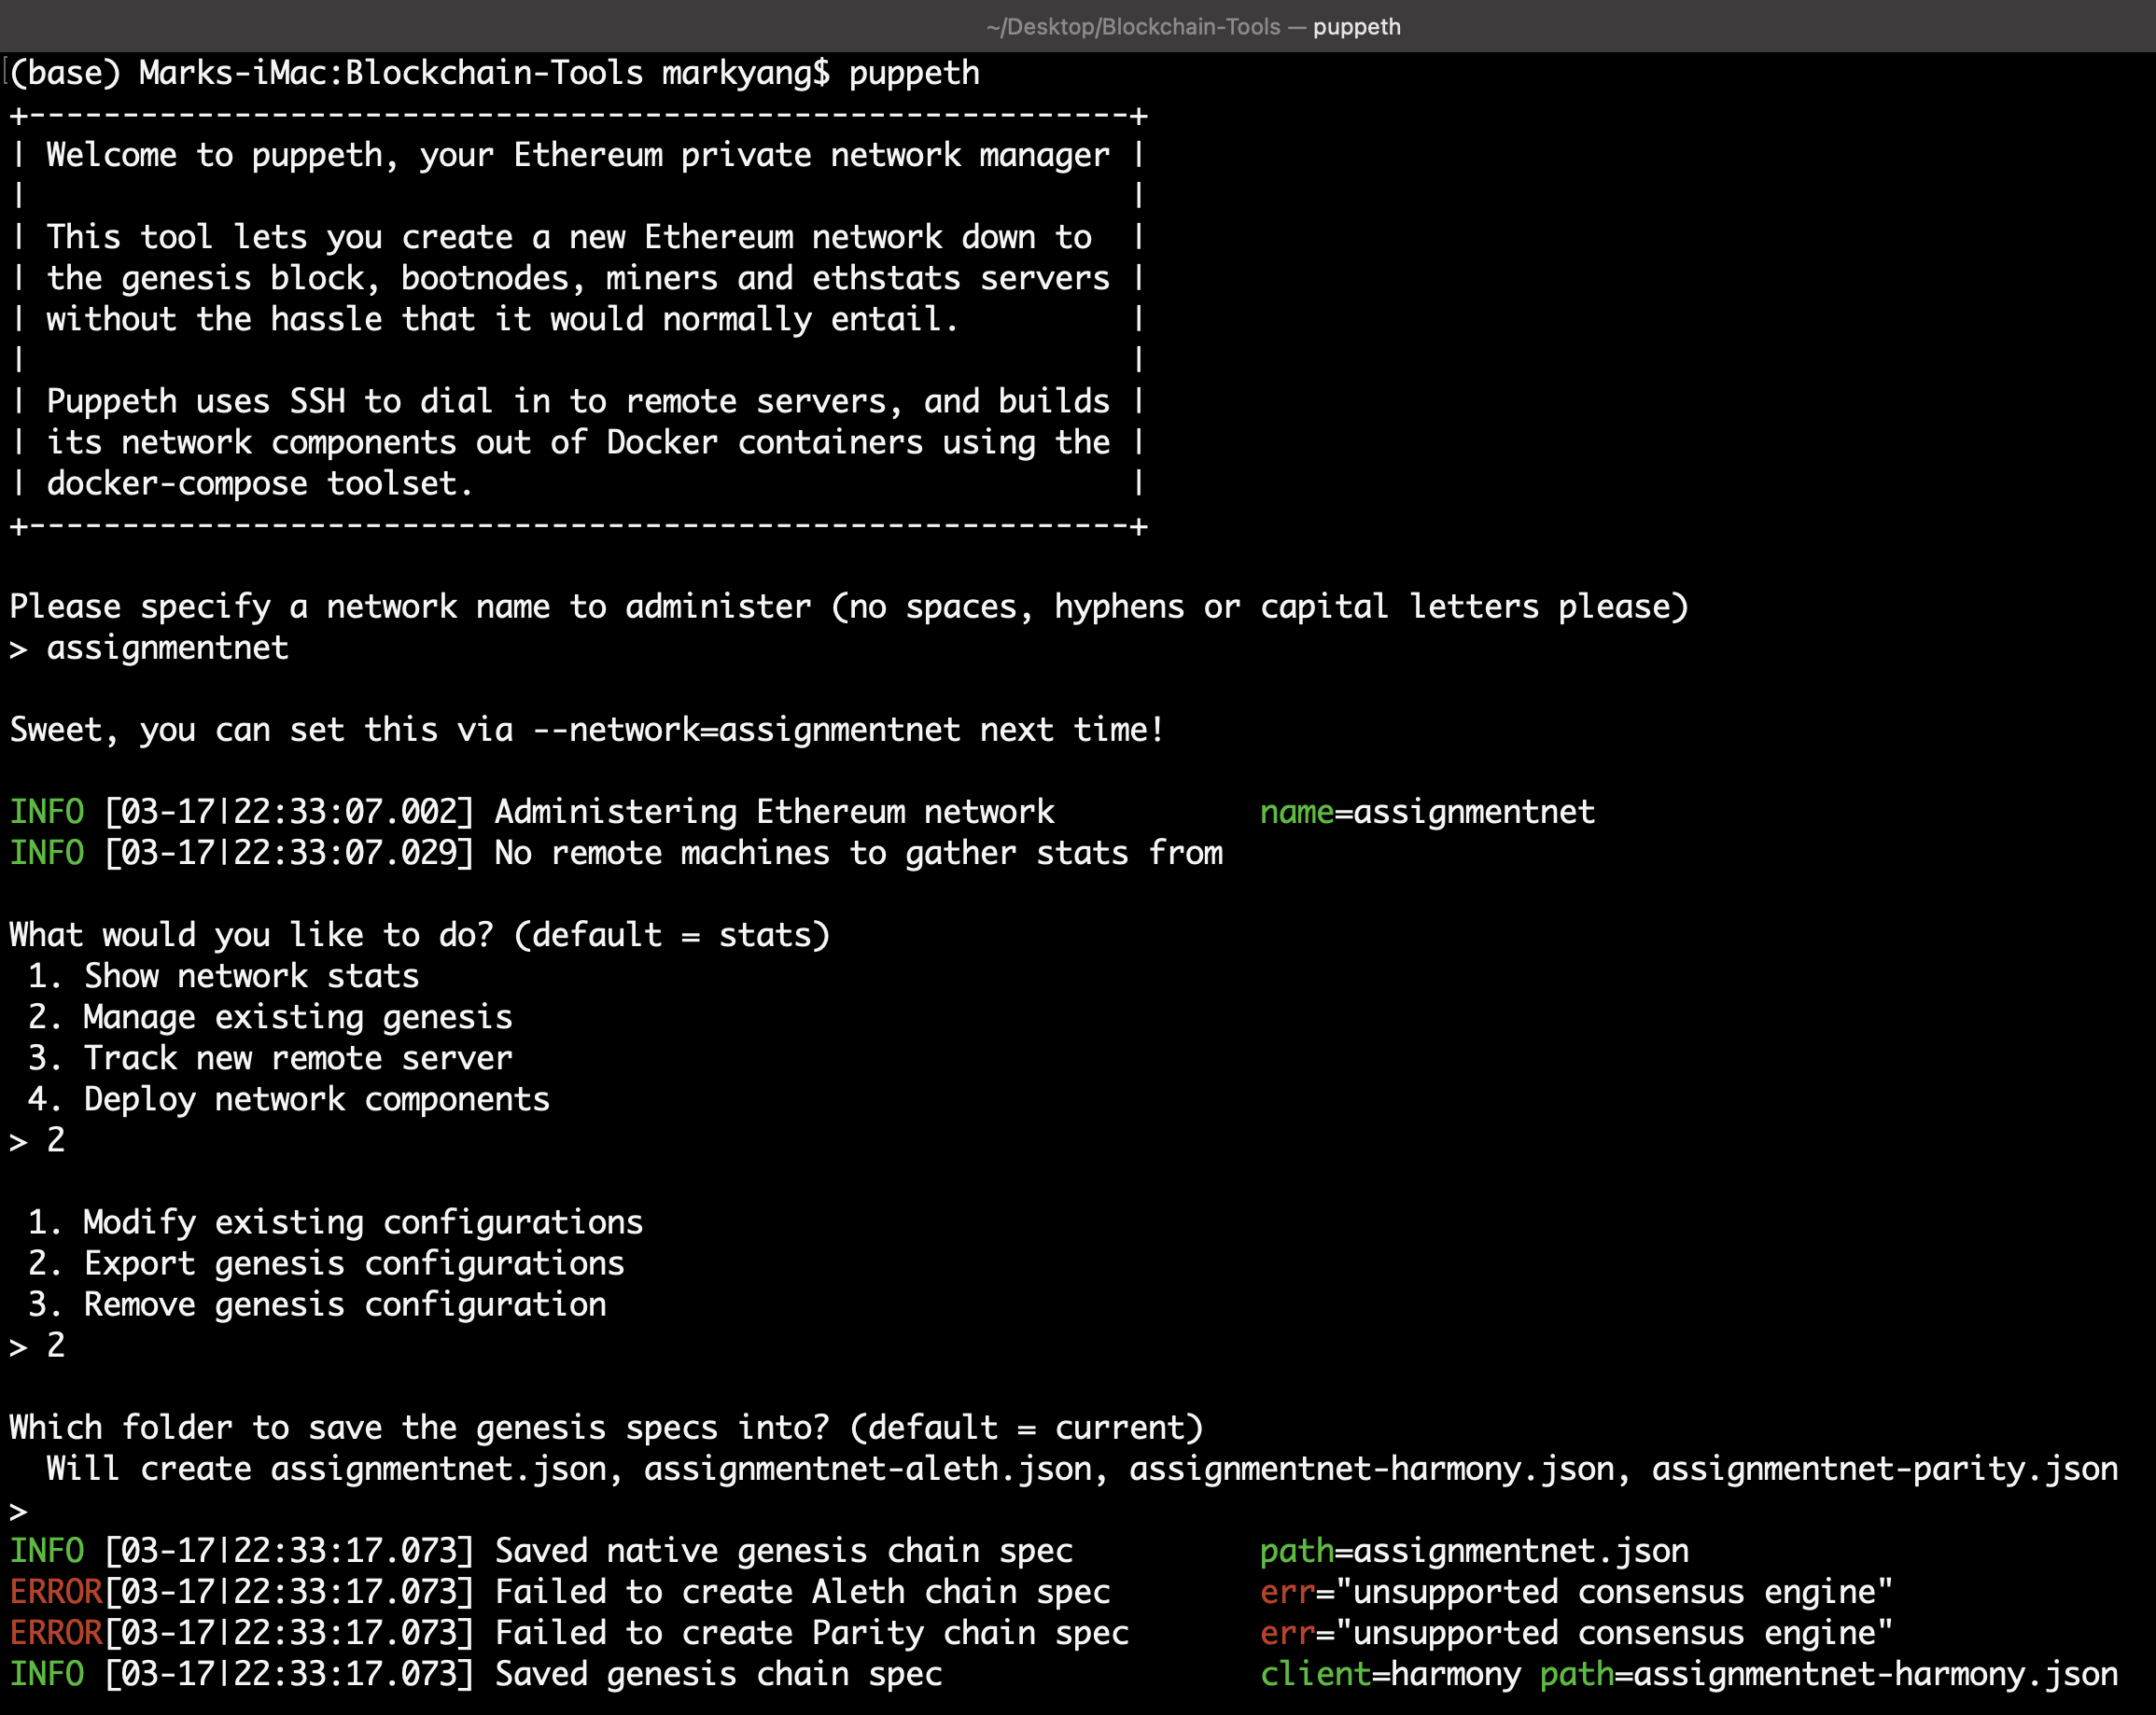 ~/Desktop/Blockchain-Tools — puppeth
[(base) Marks-iMac:Blockchain-Tools markyang$ puppeth
+-----------------------------------------------------------+
| Welcome to puppeth, your Ethereum private network manager |
|                                                           |
| This tool lets you create a new Ethereum network down to  |
| the genesis block, bootnodes, miners and ethstats servers |
| without the hassle that it would normally entail.         |
|                                                           |
| Puppeth uses SSH to dial in to remote servers, and builds |
| its network components out of Docker containers using the |
| docker-compose toolset.                                   |
+-----------------------------------------------------------+
Please specify a network name to administer (no spaces, hyphens or capital letters please)
> assignmentnet
Sweet, you can set this via --network=assignmentnet next time!
INFO [03-17|22:33:07.002] Administering Ethereum network           name=assignmentnet
INFO [03-17|22:33:07.029] No remote machines to gather stats from
What would you like to do? (default = stats)
 1. Show network stats
 2. Manage existing genesis
 3. Track new remote server
 4. Deploy network components
> 2
 1. Modify existing configurations
 2. Export genesis configurations
 3. Remove genesis configuration
> 2
Which folder to save the genesis specs into? (default = current)
  Will create assignmentnet.json, assignmentnet-aleth.json, assignmentnet-harmony.json, assignmentnet-parity.json
>
INFO [03-17|22:33:17.073] Saved native genesis chain spec          path=assignmentnet.json
ERROR[03-17|22:33:17.073] Failed to create Aleth chain spec        err="unsupported consensus engine"
ERROR[03-17|22:33:17.073] Failed to create Parity chain spec       err="unsupported consensus engine"
INFO [03-17|22:33:17.073] Saved genesis chain spec                 client=harmony path=assignmentnet-harmony.json